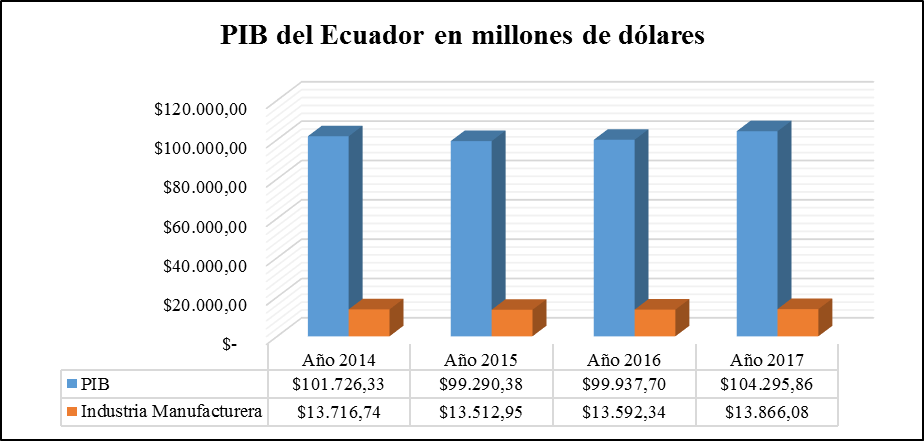 PIB del Ecuador en millones de dólares
$120.000,00
$100.000,00
$80.000,00
$60.000,00
$40.000,00
$20.000,00
$-
Año 2014 Año 2015 Año 2016 Año 2017
PIB $101.726,33 $99.290,38 $99.937,70 $104.295,86
Industria Manufacturera $13.716,74 $13.512,95 $13.592,34 $13.866,08